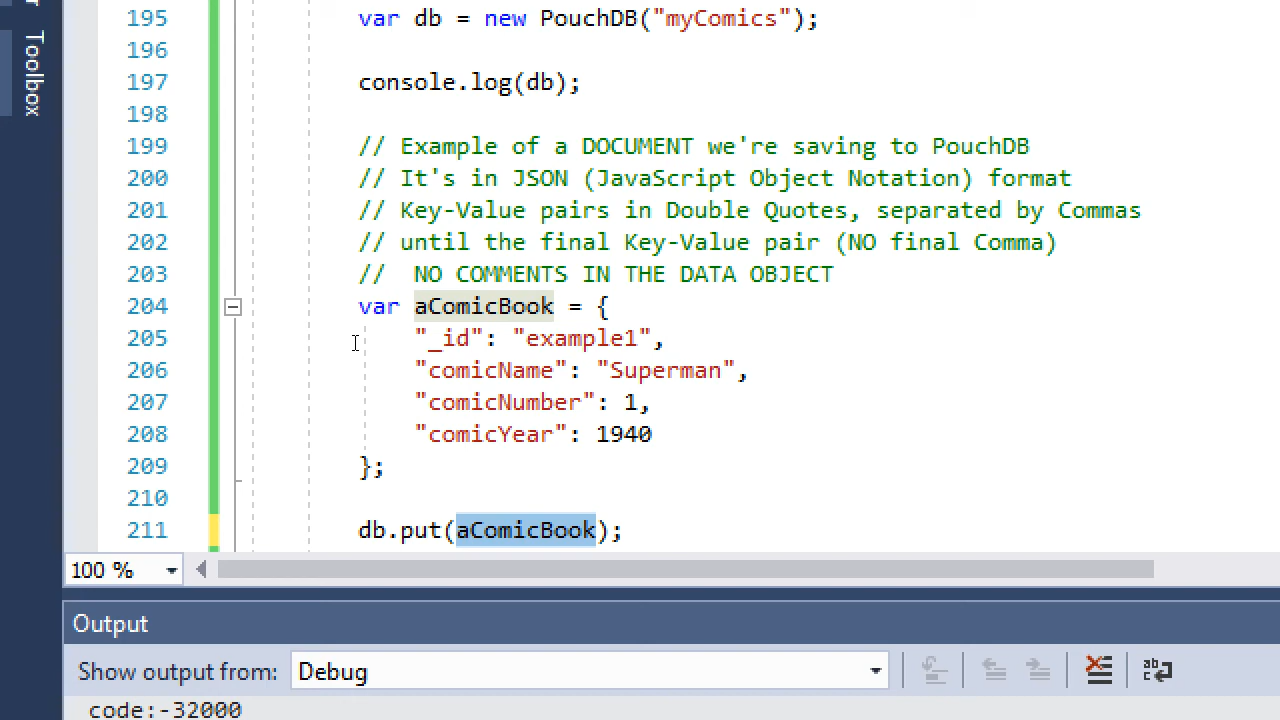 Toolbox
195 var db = new PouchDB("myComics");
196
197 console.log(db);
198
199 // Example of a DOCUMENT we're saving to PouchDB
200 // It's in JSON (JavaScript Object Notation) format
201 // Key-Value pairs in Double Quotes, separated by Commas
202 // until the final Key-Value pair (NO final Comma)
203 //  NO COMMENTS IN THE DATA OBJECT
204 var aComicBook = {
205 "_id": "example1",
206 "comicName": "Superman",
207 "comicNumber": 1,
208 "comicYear": 1940
209 };
210
211 db.put(aComicBook);
100 %
Output
Show output from: Debug
code:-32000